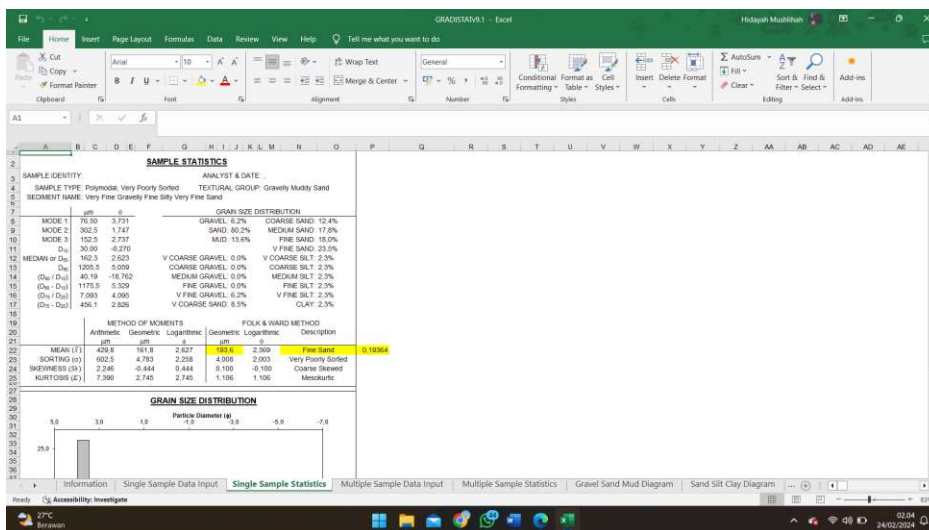 GRADISTATv9.1 - Excel
Hidayah Mushlihah
File Home Insert Page Layout Formulas Data Review View Help Tell me what you want to do
Cut
Copy
Format Painter
Paste
Clipboard
Arial 10
B I U
Font
Wrap Text
Merge & Center
Alignment
General
Number
Conditional Formatting
Format as Table
Cell Styles
Styles
Insert Delete Format
Cells
AutoSum
Fill
Clear
Sort & Filter
Find & Select
Editing
Add-ins
Add-ins
A1 fx
A B C D E F G H I J K L M N O P Q R S T U V W X Y Z AA AB AC AD AE
SAMPLE STATISTICS
SAMPLE IDENTITY: ANALYST & DATE: ,
SAMPLE TYPE: Polymodal, Very Poorly Sorted TEXTURAL GROUP: Gravelly Muddy Sand
SEDIMENT NAME: Very Fine Gravelly Fine Silty Very Fine Sand
µm ϕ GRAIN SIZE DISTRIBUTION
MODE 1: 76,50 3,731 GRAVEL: 6,2% COARSE SAND: 12,4%
MODE 2: 302,5 1,747 SAND: 80,2% MEDIUM SAND: 17,8%
MODE 3: 152,5 2,737 MUD: 13,6% FINE SAND: 18,0%
D10: 30,00 -0,270 V FINE SAND: 23,5%
MEDIAN or D50: 162,3 2,623 V COARSE GRAVEL: 0,0% V COARSE SILT: 2,3%
D90: 1205,5 5,059 COARSE GRAVEL: 0,0% COARSE SILT: 2,3%
(D90 / D10): 40,19 -18,762 MEDIUM GRAVEL: 0,0% MEDIUM SILT: 2,3%
(D90 - D10): 1175,5 5,329 FINE GRAVEL: 0,0% FINE SILT: 2,3%
(D75 / D25): 7,093 4,095 V FINE GRAVEL: 6,2% V FINE SILT: 2,3%
(D75 - D25): 456,1 2,826 V COARSE SAND: 8,5% CLAY: 2,3%
METHOD OF MOMENTS FOLK & WARD METHOD
Arithmetic Geometric Logarithmic Geometric Logarithmic Description
µm µm ϕ µm ϕ
MEAN (x̄): 429,8 161,8 2,627 193,6 2,369 Fine Sand 0,19364
SORTING (σ): 602,5 4,783 2,258 4,008 2,003 Very Poorly Sorted
SKEWNESS (Sk): 2,246 -0,444 0,444 0,100 -0,100 Coarse Skewed
KURTOSIS (K): 7,390 2,745 2,745 1,106 1,106 Mesokurtic
GRAIN SIZE DISTRIBUTION
Particle Diameter (ϕ)
5,0 3,0 1,0 -1,0 -3,0 -5,0 -7,0
25,0
Information Single Sample Data Input Single Sample Statistics Multiple Sample Data Input Multiple Sample Statistics Gravel Sand Mud Diagram Sand Silt Clay Diagram ...
Ready Accessibility: Investigate
27°C
Berawan
02.04
24/02/2024